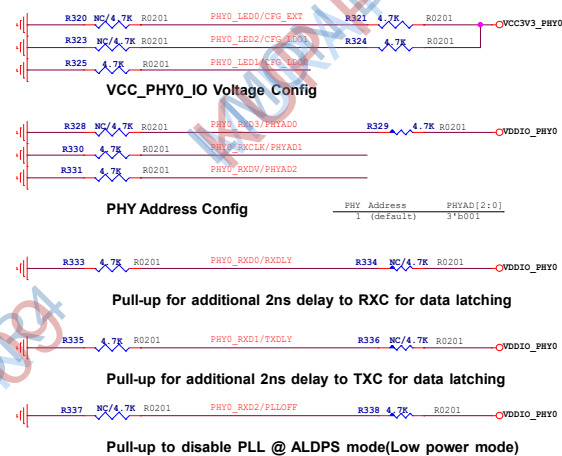 R320 NC/4.7K R0201 PHY0_LED0/CFG_EXT R321 4.7K R0201 VCC3V3_PHY0
R323 NC/4.7K R0201 PHY0_LED2/CFG_LDO1 R324 4.7K R0201
R325 4.7K R0201 PHY0_LED1/CFG_LDO0
VCC_PHY0_IO Voltage Config
R328 NC/4.7K R0201 PHY0_RXD3/PHYAD0 R329 4.7K R0201 VDDIO_PHY0
R330 4.7K R0201 PHY0_RXCLK/PHYAD1
R331 4.7K R0201 PHY0_RXDV/PHYAD2
PHY Address Config
PHY Address PHYAD[2:0]
1 (default) 3'b001
R333 4.7K R0201 PHY0_RXD0/RXDLY R334 NC/4.7K R0201 VDDIO_PHY0
Pull-up for additional 2ns delay to RXC for data latching
R335 4.7K R0201 PHY0_RXD1/TXDLY R336 NC/4.7K R0201 VDDIO_PHY0
Pull-up for additional 2ns delay to TXC for data latching
R337 NC/4.7K R0201 PHY0_RXD2/PLLOFF R338 4.7K R0201 VDDIO_PHY0
Pull-up to disable PLL @ ALDPS mode(Low power mode)